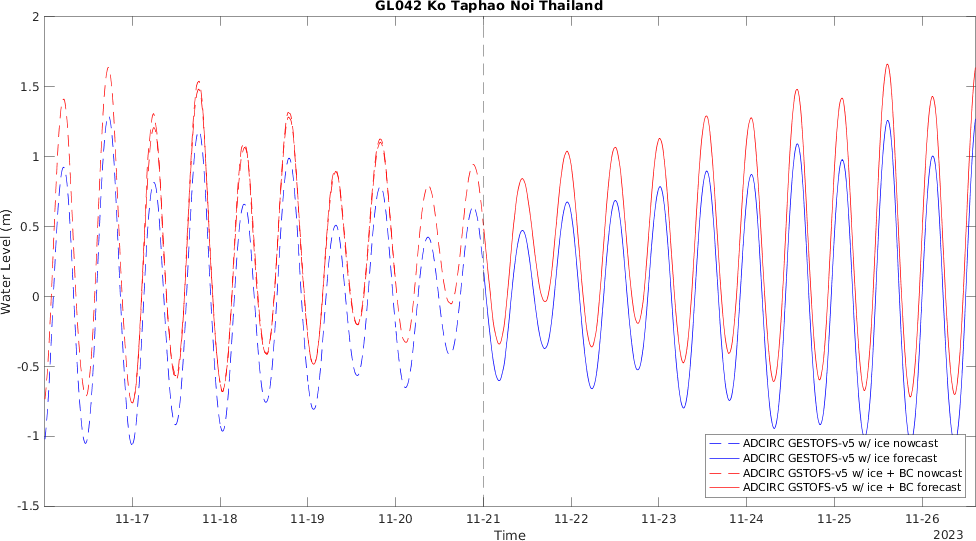 GL042 Ko Taphao Noi Thailand
2
1.5
1
0.5
0
-0.5
-1
-1.5
Water Level (m)
11-17
11-18
11-19
11-20
11-21
11-22
11-23
11-24
11-25
11-26
Time
2023
ADCIRC GESTOFS-v5 w/ ice nowcast
ADCIRC GESTOFS-v5 w/ ice forecast
ADCIRC GSTOFS-v5 w/ ice + BC nowcast
ADCIRC GSTOFS-v5 w/ ice + BC forecast